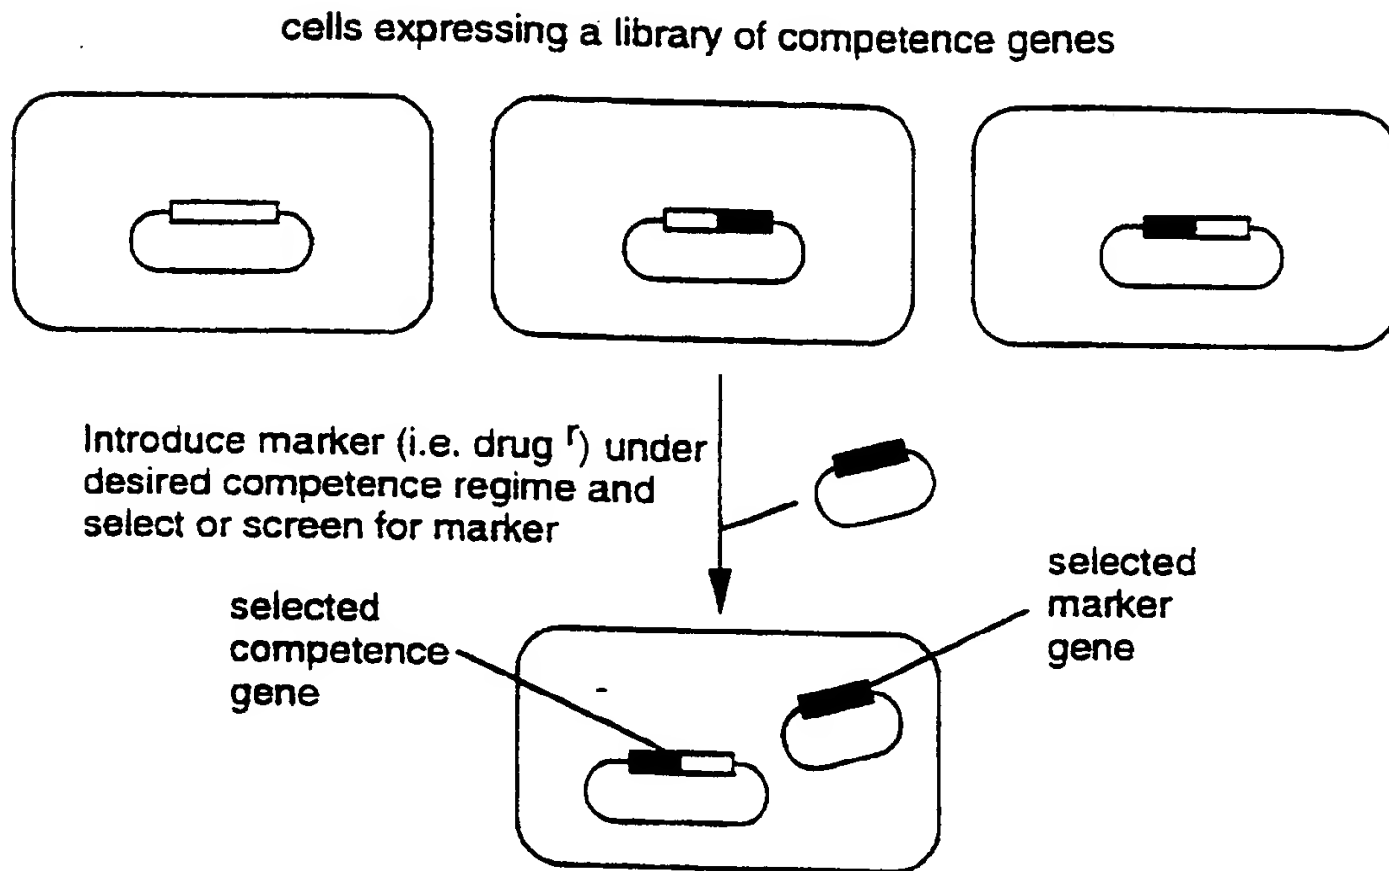 cells expressing a library of competence genes
Introduce marker (i.e. drug r) under
desired competence regime and
select or screen for marker
selected
competence
gene
selected
marker
gene